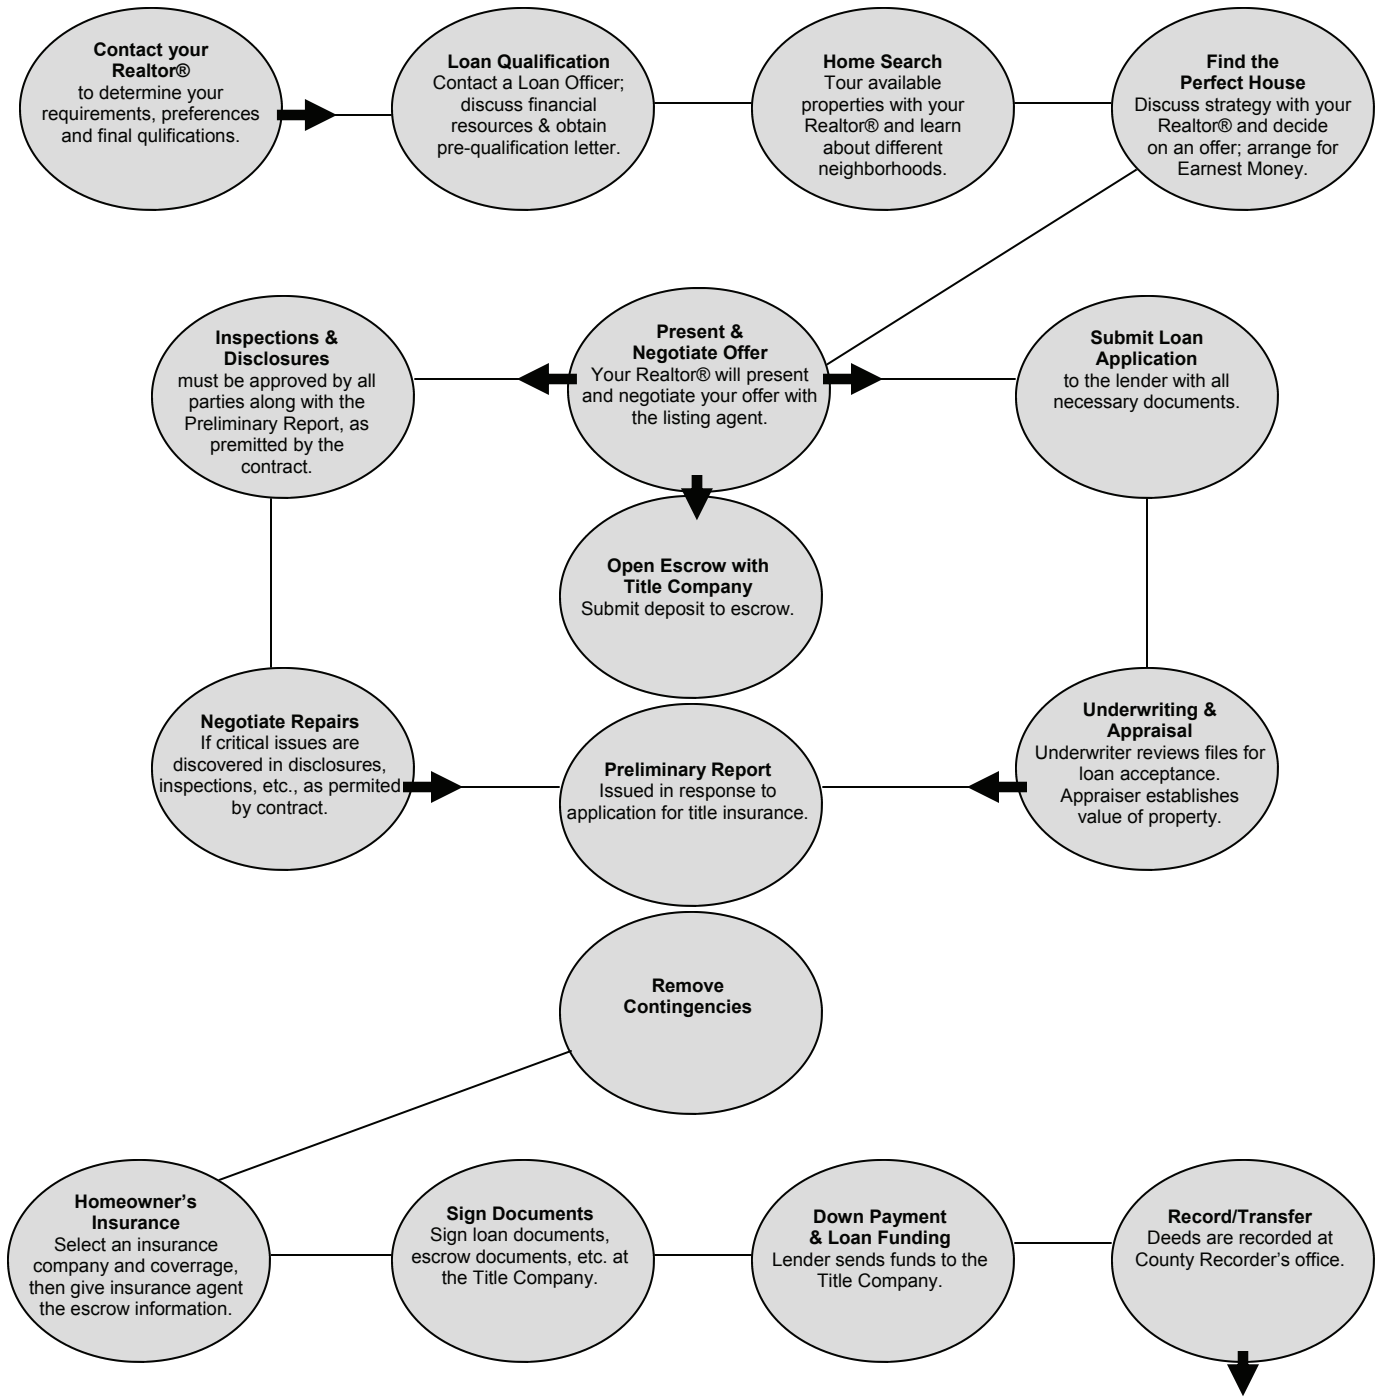 Contact your
Realtor®
to determine your
requirements, preferences
and final qulifications.
Loan Qualification
Contact a Loan Officer;
discuss financial
resources & obtain
pre-qualification letter.
Home Search
Tour available
properties with your
Realtor® and learn
about different
neighborhoods.
Find the
Perfect House
Discuss strategy with your
Realtor® and decide
on an offer; arrange for
Earnest Money.
Inspections &
Disclosures
must be approved by all
parties along with the
Preliminary Report, as
premitted by the
contract.
Present &
Negotiate Offer
Your Realtor® will present
and negotiate your offer with
the listing agent.
Submit Loan
Application
to the lender with all
necessary documents.
Open Escrow with
Title Company
Submit deposit to escrow.
Negotiate Repairs
If critical issues are
discovered in disclosures,
inspections, etc., as permited
by contract.
Preliminary Report
Issued in response to
application for title insurance.
Underwriting &
Appraisal
Underwriter reviews files for
loan acceptance.
Appraiser establishes
value of property.
Remove
Contingencies
Homeowner’s
Insurance
Select an insurance
company and coverrage,
then give insurance agent
the escrow information.
Sign Documents
Sign loan documents,
escrow documents, etc. at
the Title Company.
Down Payment
& Loan Funding
Lender sends funds to the
Title Company.
Record/Transfer
Deeds are recorded at
County Recorder’s office.